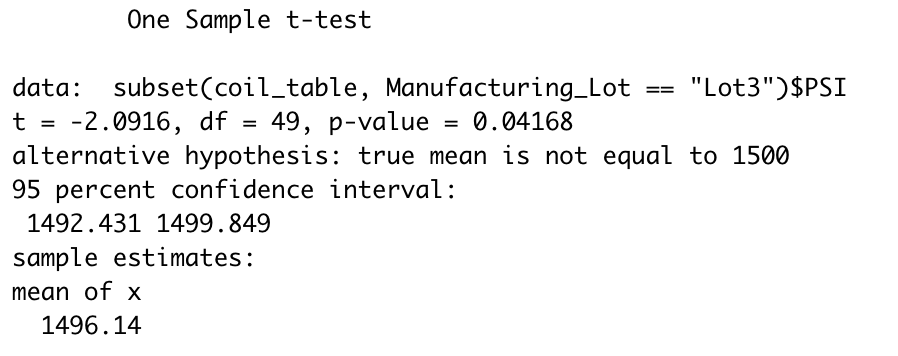 One Sample t-test
data:  subset(coil_table, Manufacturing_Lot == "Lot3")$PSI
t = -2.0916, df = 49, p-value = 0.04168
alternative hypothesis: true mean is not equal to 1500
95 percent confidence interval:
1492.431 1499.849
sample estimates:
mean of x
1496.14